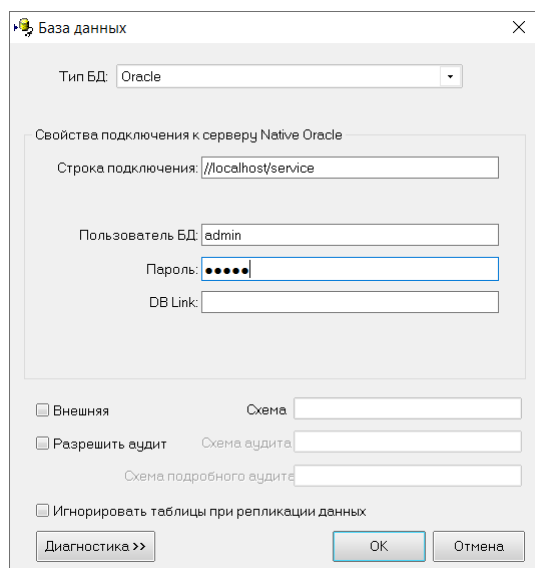 База данных
Тип БД: Oracle
Свойства подключения к серверу Native Oracle
Строка подключения: //localhost/service
Пользователь БД: admin
Пароль: ●●●●●
DB Link:
Внешняя Схема
Разрешить аудит Схема аудита
Схема подробного аудита
Игнорировать таблицы при репликации данных
Диагностика >> OK Отмена